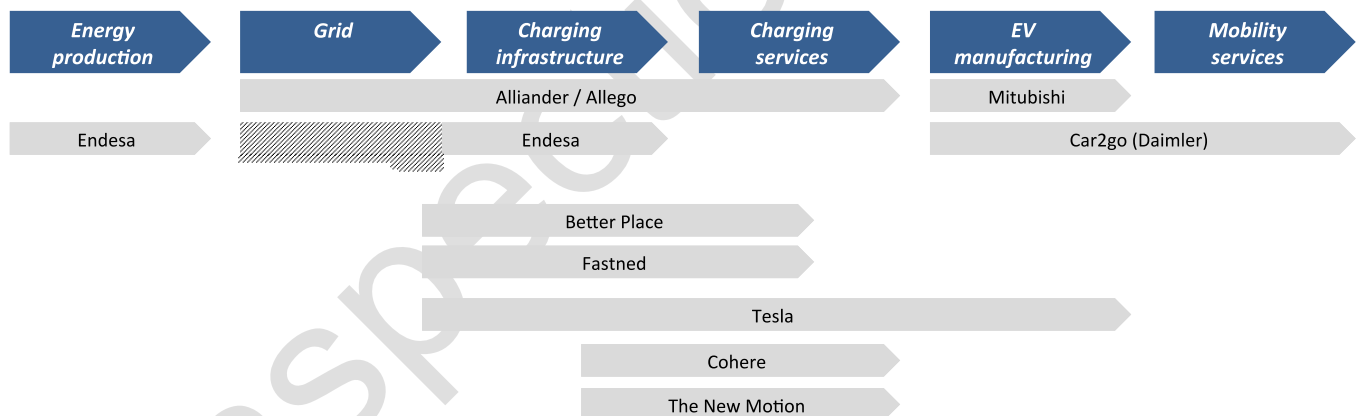 Energy
production
Grid
Charging
infrastructure
Charging
services
EV
manufacturing
Mobility
services
Alliander / Allego
Mitubishi
Endesa
Endesa
Car2go (Daimler)
Better Place
Fastned
Tesla
Cohere
The New Motion